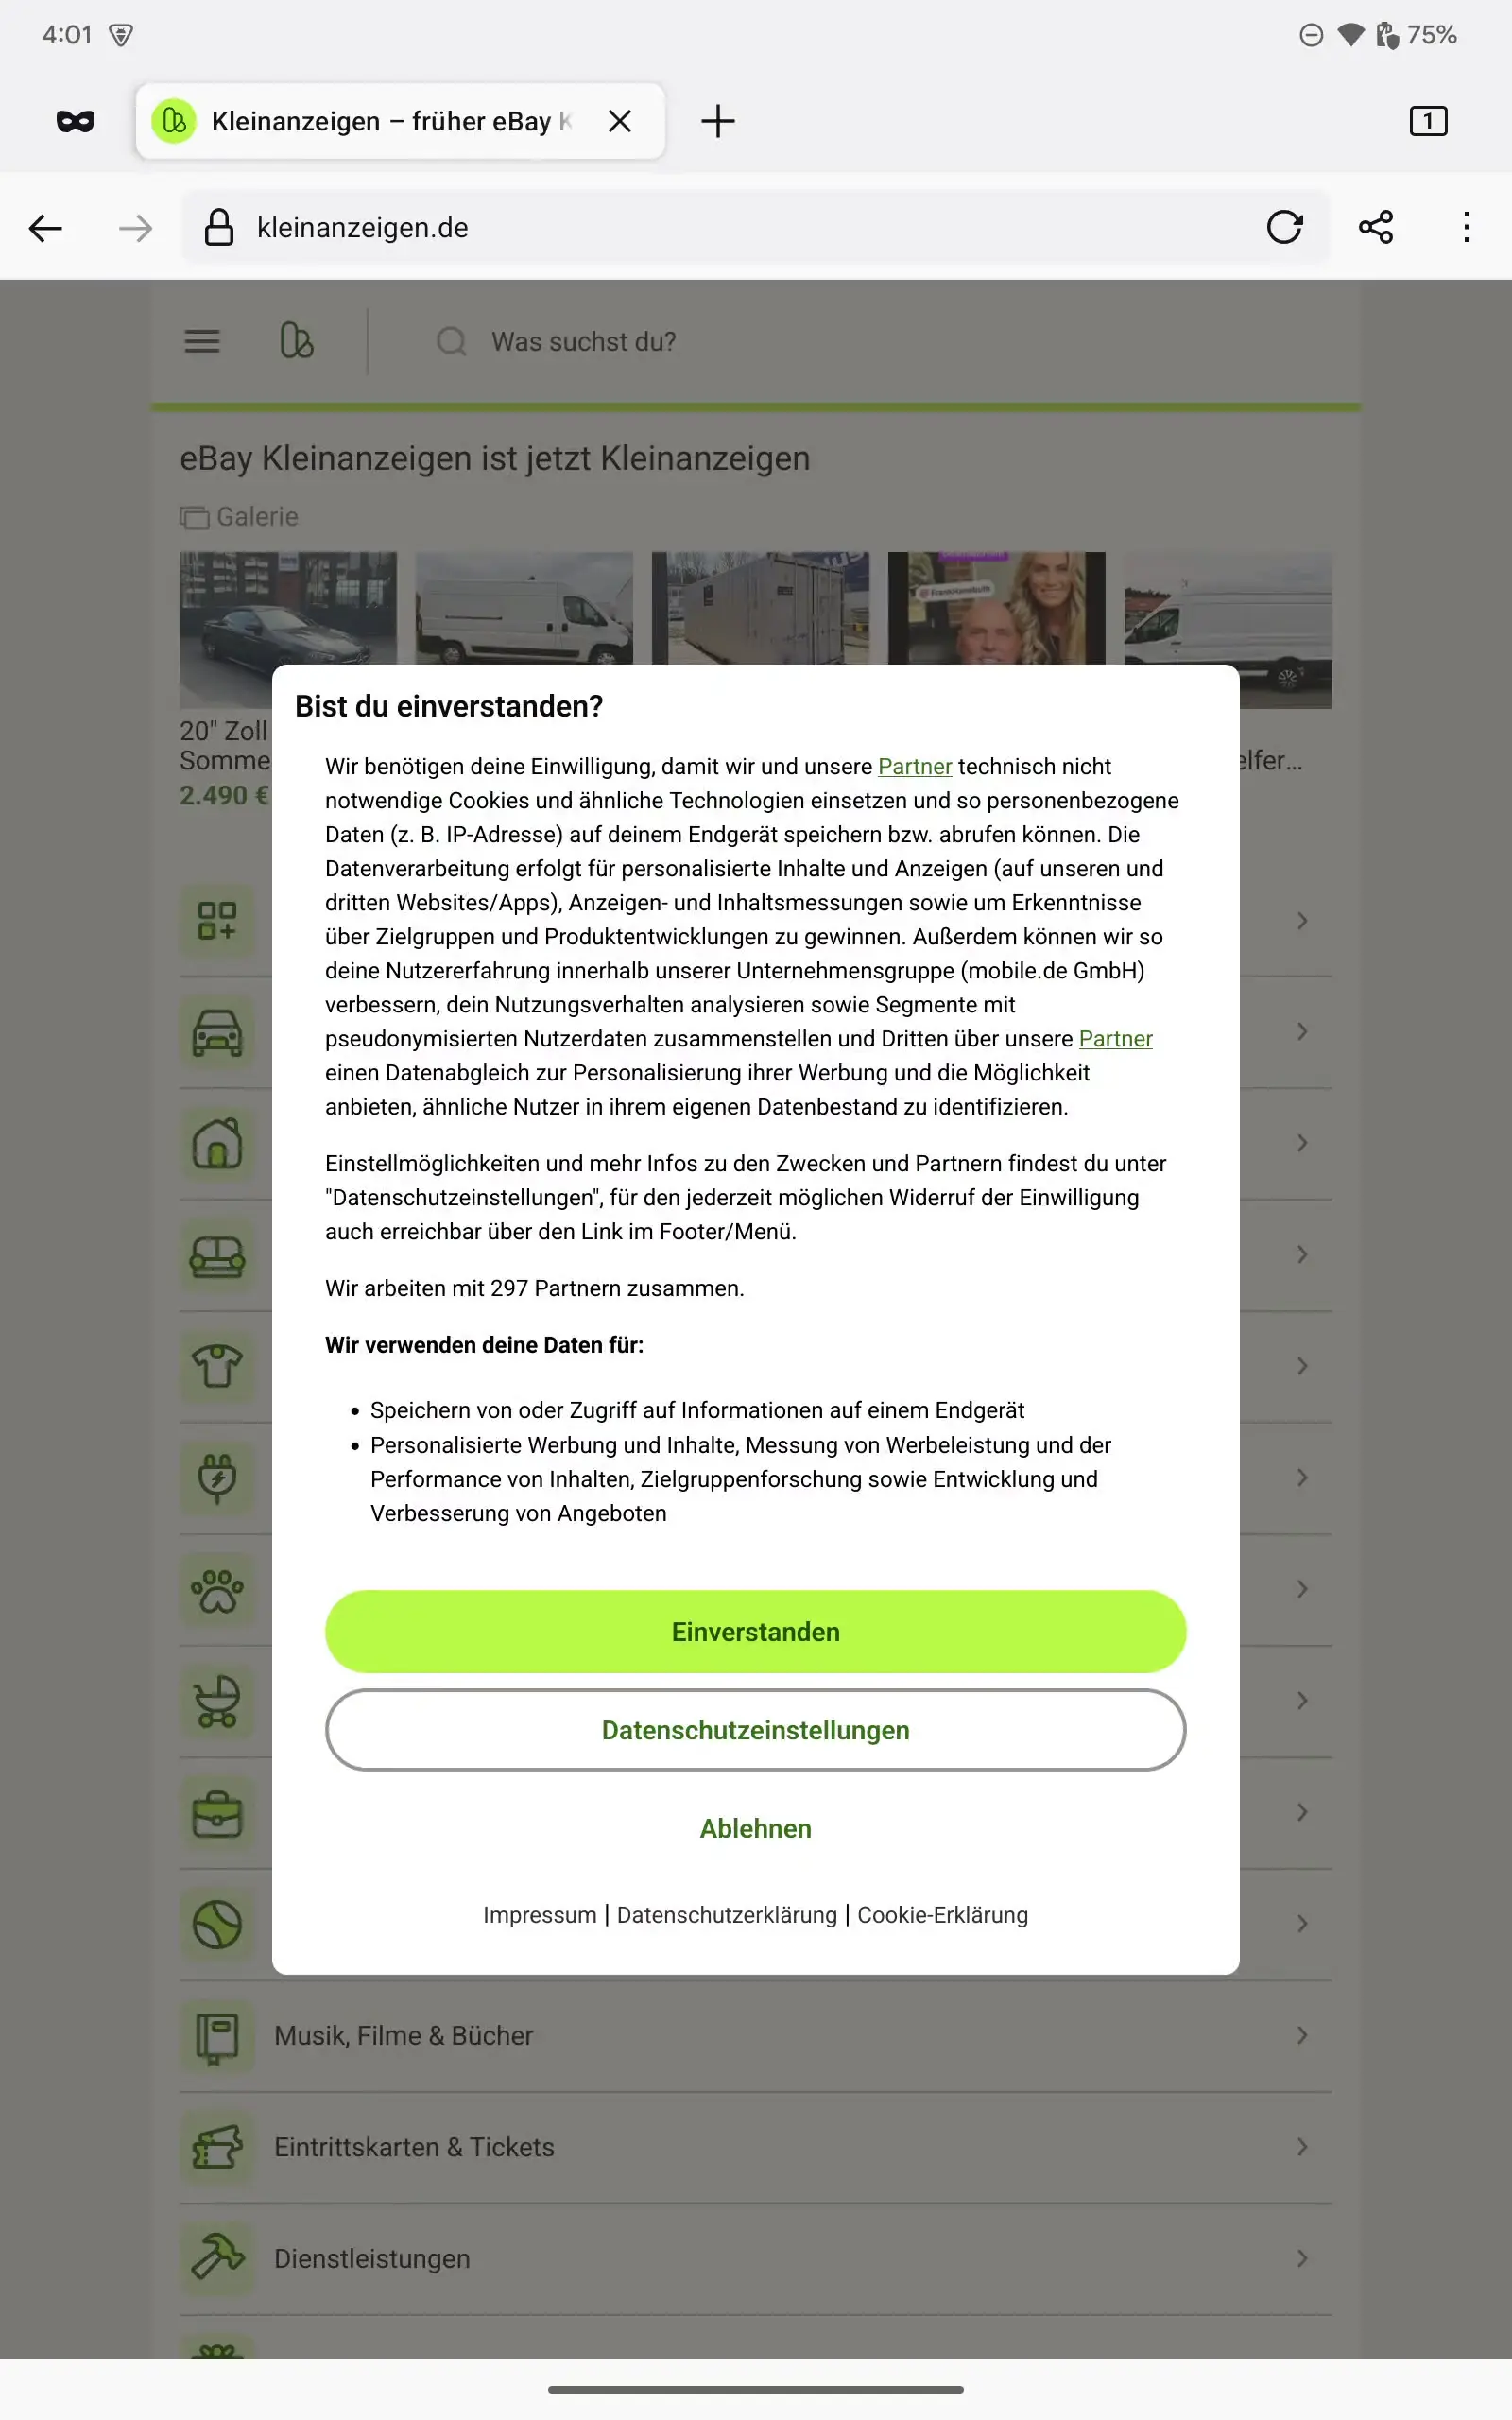 4:01
75%
Kleinanzeigen – früher eBay K
1
kleinanzeigen.de
Was suchst du?
eBay Kleinanzeigen ist jetzt Kleinanzeigen
Galerie
20" Zoll
Somme
2.490 €
elfer...
Bist du einverstanden?
Wir benötigen deine Einwilligung, damit wir und unsere Partner technisch nicht
notwendige Cookies und ähnliche Technologien einsetzen und so personenbezogene
Daten (z. B. IP-Adresse) auf deinem Endgerät speichern bzw. abrufen können. Die
Datenverarbeitung erfolgt für personalisierte Inhalte und Anzeigen (auf unseren und
dritten Websites/Apps), Anzeigen- und Inhaltsmessungen sowie um Erkenntnisse
über Zielgruppen und Produktentwicklungen zu gewinnen. Außerdem können wir so
deine Nutzererfahrung innerhalb unserer Unternehmensgruppe (mobile.de GmbH)
verbessern, dein Nutzungsverhalten analysieren sowie Segmente mit
pseudonymisierten Nutzerdaten zusammenstellen und Dritten über unsere Partner
einen Datenabgleich zur Personalisierung ihrer Werbung und die Möglichkeit
anbieten, ähnliche Nutzer in ihrem eigenen Datenbestand zu identifizieren.
Einstellmöglichkeiten und mehr Infos zu den Zwecken und Partnern findest du unter
"Datenschutzeinstellungen", für den jederzeit möglichen Widerruf der Einwilligung
auch erreichbar über den Link im Footer/Menü.
Wir arbeiten mit 297 Partnern zusammen.
Wir verwenden deine Daten für:
• Speichern von oder Zugriff auf Informationen auf einem Endgerät
• Personalisierte Werbung und Inhalte, Messung von Werbeleistung und der
Performance von Inhalten, Zielgruppenforschung sowie Entwicklung und
Verbesserung von Angeboten
Einverstanden
Datenschutzeinstellungen
Ablehnen
Impressum | Datenschutzerklärung | Cookie-Erklärung
Musik, Filme & Bücher
Eintrittskarten & Tickets
Dienstleistungen